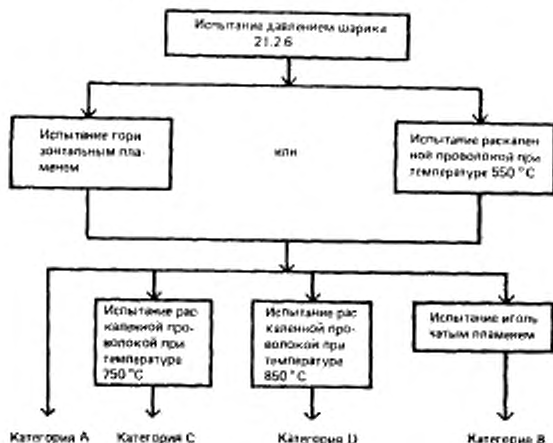 Испытание давлением шарика
21.2.6
Испытание гори
зонтальным пла-
менем
или
Испытание раскален
ной проволокой при
температуре 550 °С
Испытание рас
каленной про-
волокой при
температуре
750 °С
Испытание рас
каленной про-
волокой при
температуре
850 °С
Испытание иголь
чатым пламенем
Категория А
Категория С
Категория D
Категория В